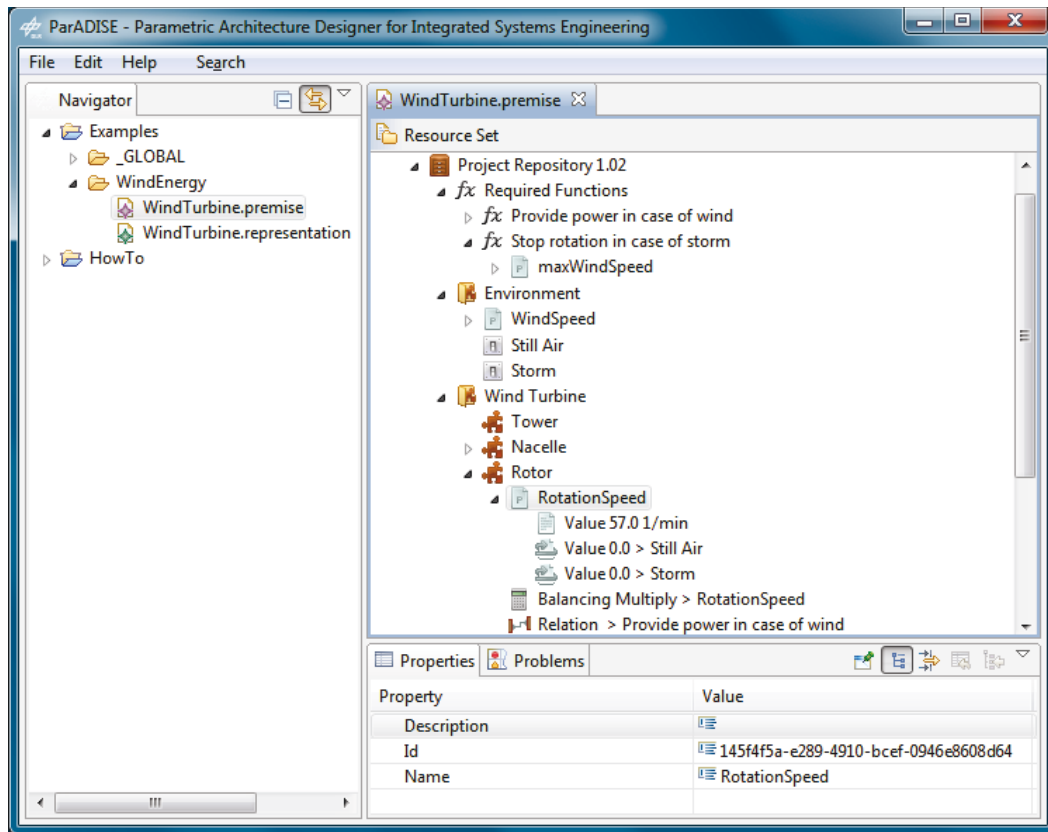 ParADISE - Parametric Architecture Designer for Integrated Systems Engineering
File Edit Help Search
Navigator
Examples
_GLOBAL
WindEnergy
WindTurbine.premise
WindTurbine.representation
HowTo
WindTurbine.premise
Resource Set
Project Repository 1.02
fx Required Functions
fx Provide power in case of wind
fx Stop rotation in case of storm
P maxWindSpeed
Environment
P WindSpeed
Still Air
Storm
Wind Turbine
Tower
Nacelle
Rotor
P RotationSpeed
Value 57.0 1/min
Value 0.0 > Still Air
Value 0.0 > Storm
Balancing Multiply > RotationSpeed
Relation > Provide power in case of wind
Properties Problems
Property Value
Description
Id 145f4f5a-e289-4910-bcef-0946e8608d64
Name RotationSpeed